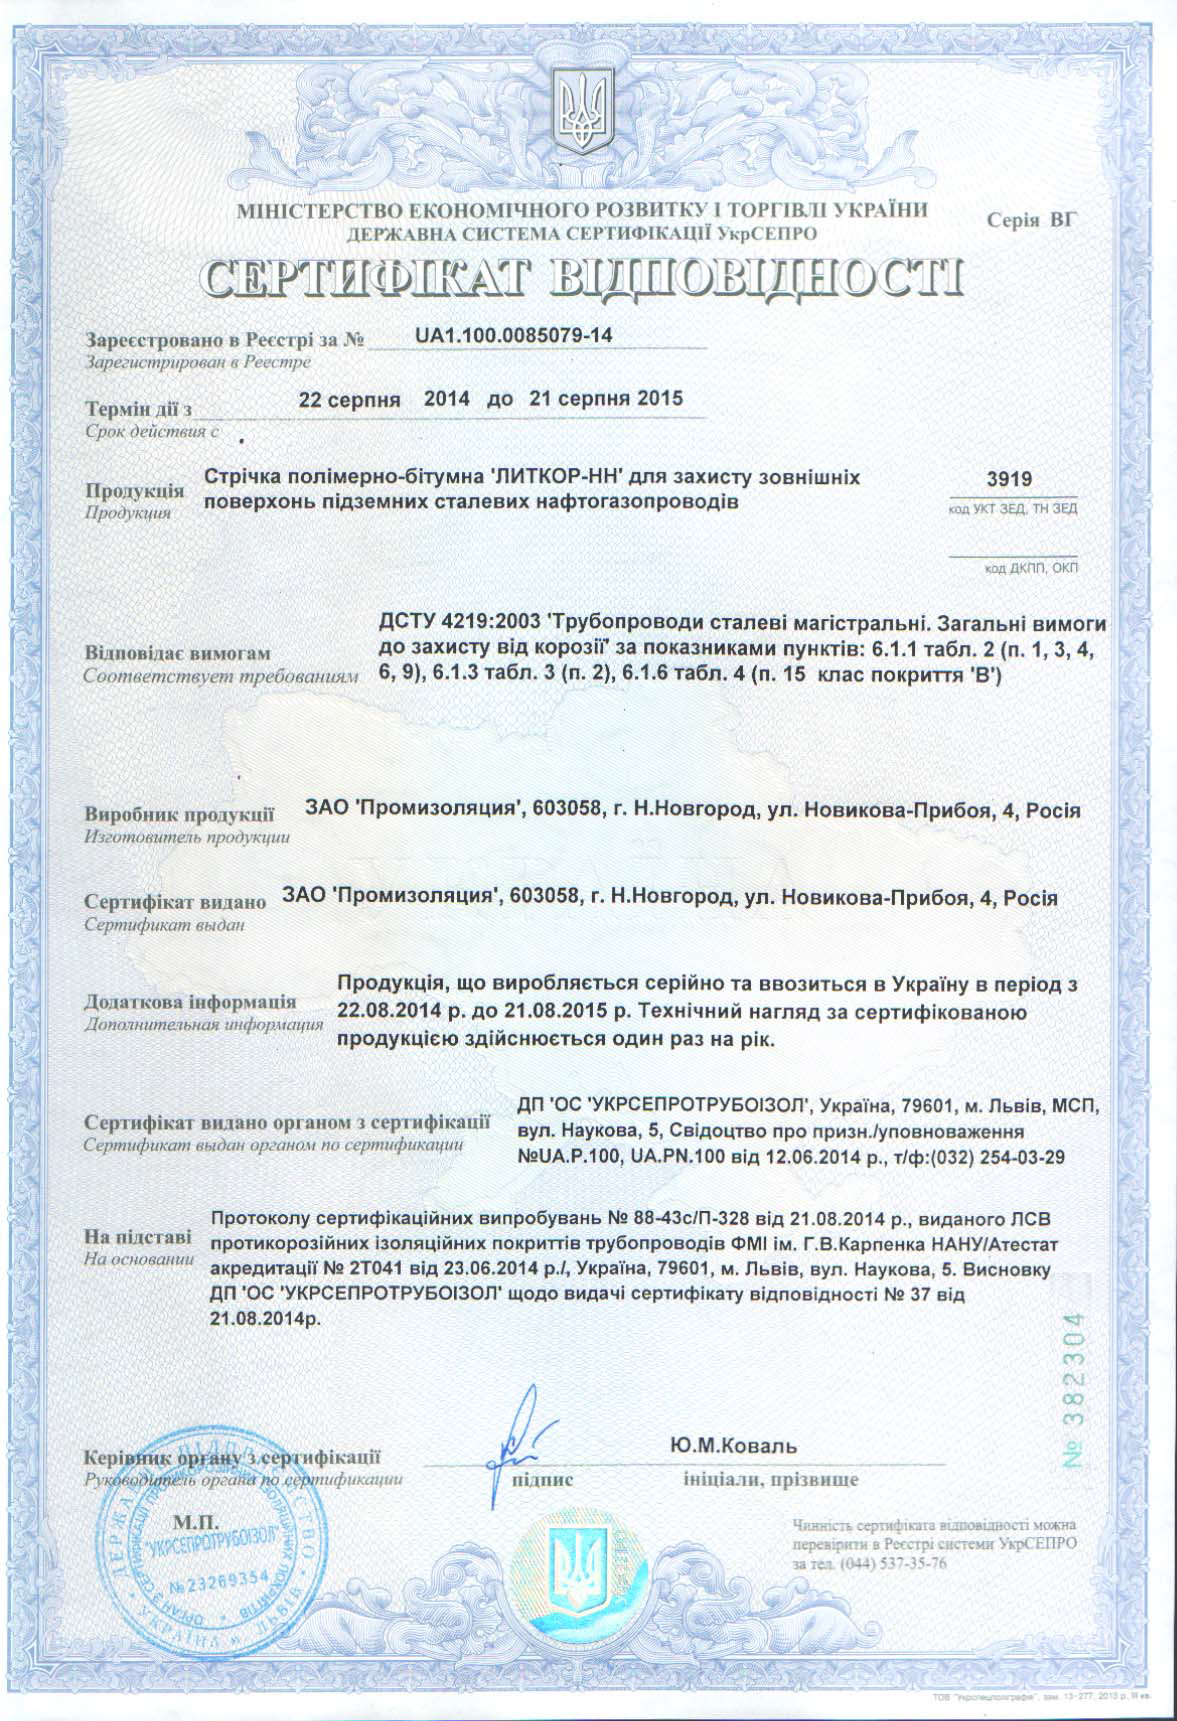 МІНІСТЕРСТВО ЕКОНОМІЧНОГО РОЗВИТКУ І ТОРГІВЛІ УКРАЇНИ
ДЕРЖАВНА СИСТЕМА СЕРТИФІКАЦІЇ УкрСЕПРО
Серія ВГ
СЕРТИФІКАТ ВІДПОВІДНОСТІ
Зареєстровано в Реєстрі за № UA1.100.0085079-14
Зарегистрирован в Реестре
Термін дії з 22 серпня 2014 до 21 серпня 2015
Срок действия с
Продукція
Продукция
Стрічка полімерно-бітумна 'ЛИТКОР-НН' для захисту зовнішніх
поверхонь підземних сталевих нафтогазопроводів
3919
код УКТ ЗЕД, ТН ЗЕД
код ДКПП, ОКП
Відповідає вимогам
Соответствует требованиям
ДСТУ 4219:2003 'Трубопроводи сталеві магістральні. Загальні вимоги
до захисту від корозії' за показниками пунктів: 6.1.1 табл. 2 (п. 1, 3, 4,
6, 9), 6.1.3 табл. 3 (п. 2), 6.1.6 табл. 4 (п. 15 клас покриття 'В')
Виробник продукції ЗАО 'Промизоляция', 603058, г. Н.Новгород, ул. Новикова-Прибоя, 4, Росія
Изготовитель продукции
Сертифікат видано ЗАО 'Промизоляция', 603058, г. Н.Новгород, ул. Новикова-Прибоя, 4, Росія
Сертификат выдан
Додаткова інформація
Дополнительная информация
Продукція, що виробляється серійно та ввозиться в Україну в період з
22.08.2014 р. до 21.08.2015 р. Технічний нагляд за сертифікованою
продукцією здійснюється один раз на рік.
Сертифікат видано органом з сертифікації
Сертификат выдан органом по сертификации
ДП 'ОС 'УКРСЕПРОТРУБОІЗОЛ', Україна, 79601, м. Львів, МСП,
вул. Наукова, 5, Свідоцтво про призн./уповноваження
№UA.P.100, UA.PN.100 від 12.06.2014 р., т/ф:(032) 254-03-29
На підставі
На основании
Протоколу сертифікаційних випробувань № 88-43с/П-328 від 21.08.2014 р., виданого ЛСВ
протикорозійних ізоляційних покриттів трубопроводів ФМІ ім. Г.В.Карпенка НАНУ/Атестат
акредитації № 2Т041 від 23.06.2014 р./, Україна, 79601, м. Львів, вул. Наукова, 5. Висновку
ДП 'ОС 'УКРСЕПРОТРУБОІЗОЛ' щодо видачі сертифікату відповідності № 37 від
21.08.2014р.
№ 382304
Керівник органу з сертифікації
Руководитель органа по сертификации
Ю.М.Коваль
підпис
ініціали, прізвище
М.П.
"УКРСЕПРОТРУБОІЗОЛ"
№23269354
УКРАЇНА
ЛЬВІВ
Чинність сертифіката відповідності можна
перевірити в Реєстрі системи УкрСЕПРО
за тел. (044) 537-35-76
ТОВ "Укрспецполіграфія", зам. 13-277, 2013 р. III кв.